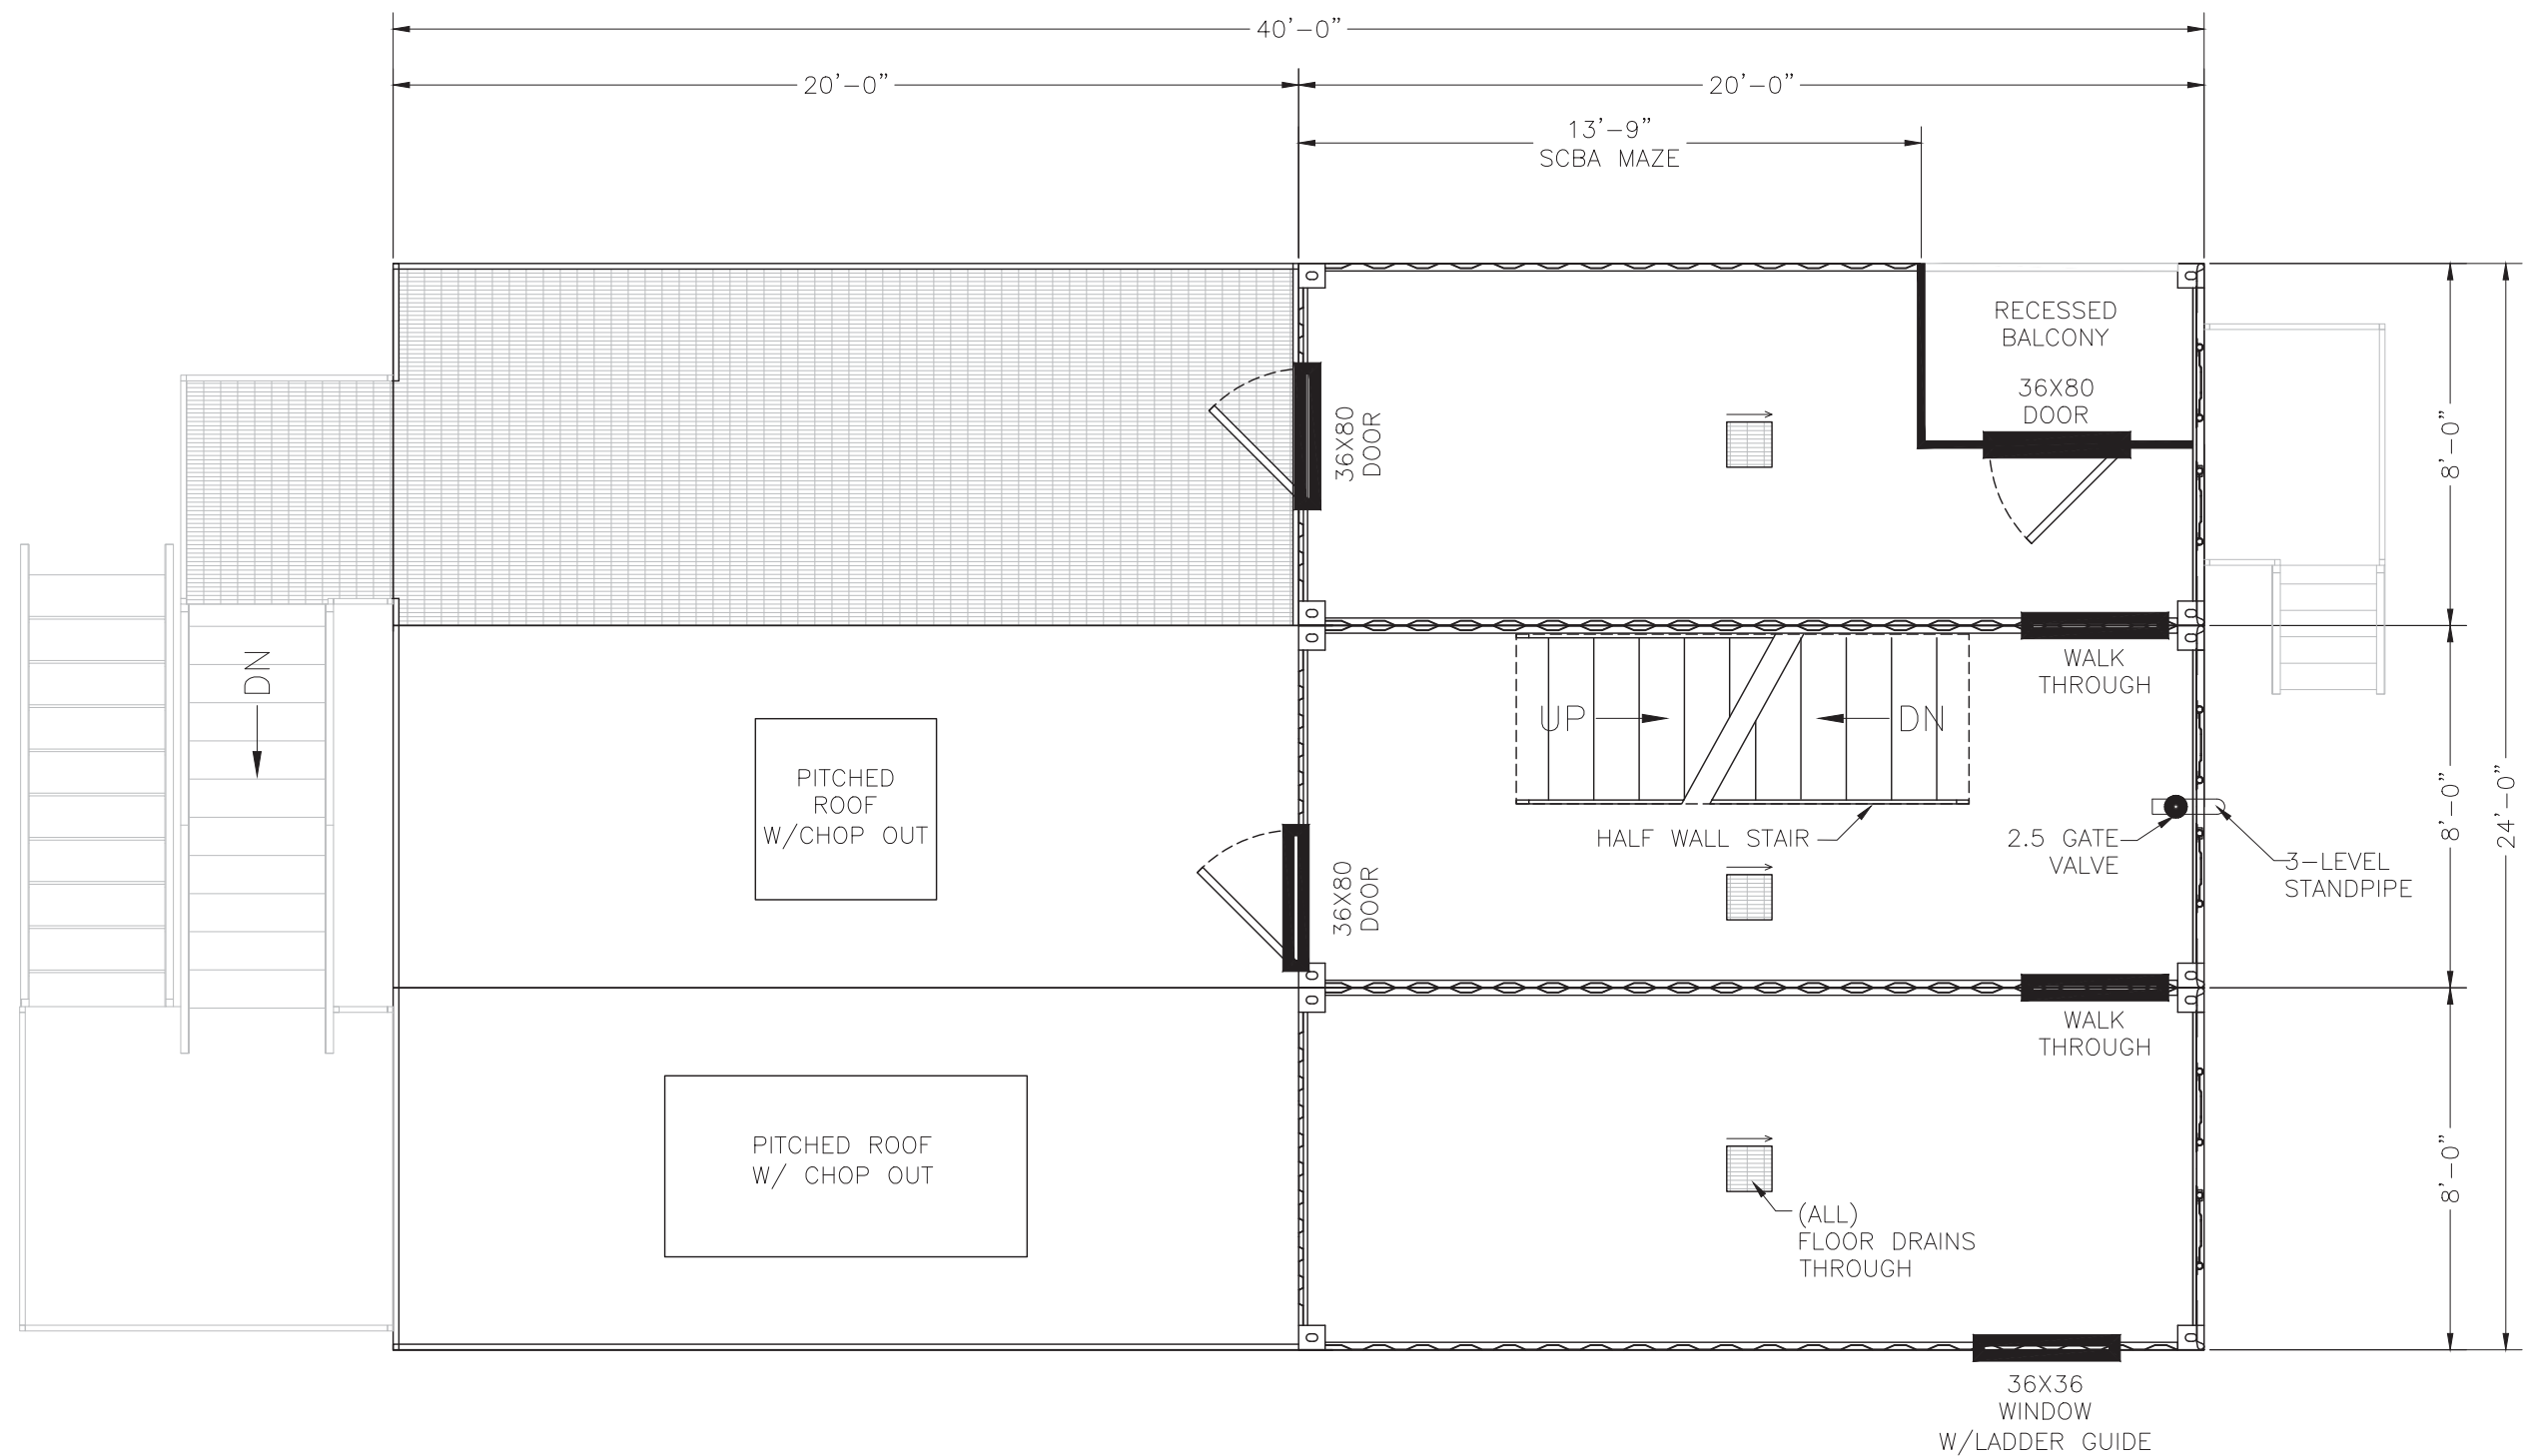 40'-0"
20'-0"
20'-0"
13'-9"
SCBA MAZE
RECESSED
BALCONY
36X80
DOOR
36X80
DOOR
8'-0"
DN
WALK
THROUGH
UP
DN
PITCHED
ROOF
W/CHOP OUT
HALF WALL STAIR
2.5 GATE
VALVE
3-LEVEL
STANDPIPE
36X80
DOOR
8'-0"
24'-0"
WALK
THROUGH
PITCHED ROOF
W/ CHOP OUT
8'-0"
(ALL)
FLOOR DRAINS
THROUGH
36X36
WINDOW
W/LADDER GUIDE